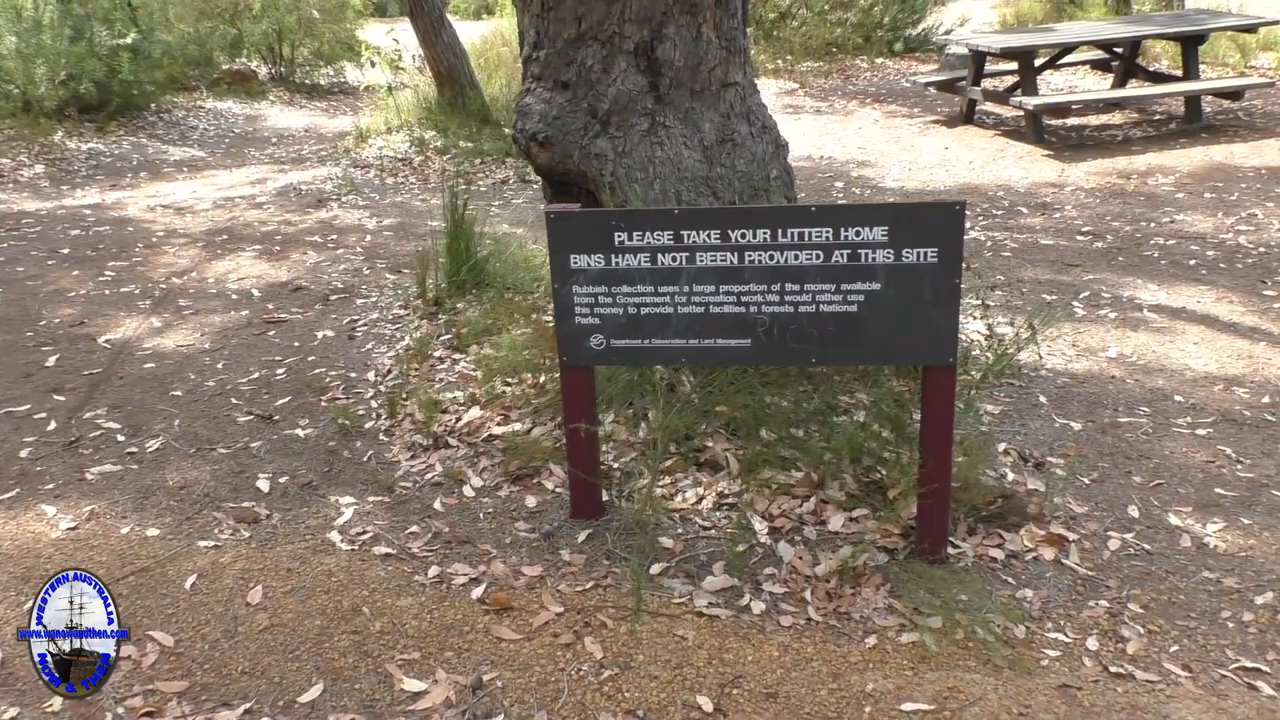 PLEASE TAKE YOUR LITTER HOME
BINS HAVE NOT BEEN PROVIDED AT THIS SITE
Rubbish collection uses a large proportion of the money available
from the Government for recreation work.We would rather use
this money to provide better facilities in forests and National
Parks.
Department of Conservation and Land Management
WESTERN AUSTRALIA
www.wanowandthen.com
NOW & THEN